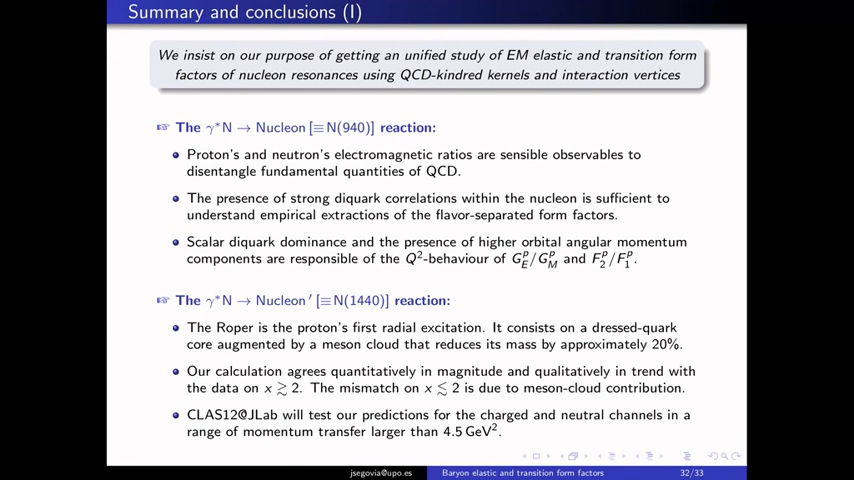 Summary and conclusions (I)
We insist on our purpose of getting an unified study of EM elastic and transition form
factors of nucleon resonances using QCD-kindred kernels and interaction vertices
☞ The γ*N → Nucleon [≡N(940)] reaction:
• Proton's and neutron's electromagnetic ratios are sensible observables to
disentangle fundamental quantities of QCD.
• The presence of strong diquark correlations within the nucleon is sufficient to
understand empirical extractions of the flavor-separated form factors.
• Scalar diquark dominance and the presence of higher orbital angular momentum
components are responsible of the Q²-behaviour of G_E^p/G_M^p and F_2^p/F_1^p.
☞ The γ*N → Nucleon′ [≡N(1440)] reaction:
• The Roper is the proton's first radial excitation. It consists on a dressed-quark
core augmented by a meson cloud that reduces its mass by approximately 20%.
• Our calculation agrees quantitatively in magnitude and qualitatively in trend with
the data on x ≳ 2. The mismatch on x ≲ 2 is due to meson-cloud contribution.
• CLAS12@JLab will test our predictions for the charged and neutral channels in a
range of momentum transfer larger than 4.5 GeV².
jsegovia@upo.es Baryon elastic and transition form factors 32/33